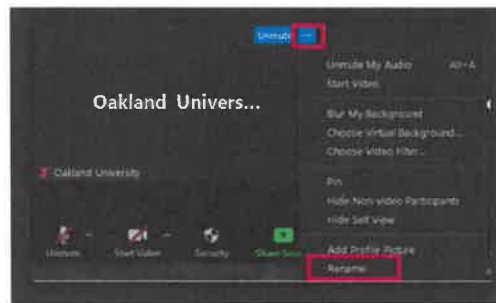 Unmute
Unmute My Audio Alt+A
Start Video
Oakland Univers...
Blur My Background
Choose Virtual Background...
Choose Video Filter...
Oakland University
Pin
Hide Non-video Participants
Hide Self View
Unmute Start Video Security Share
Add Profile Picture
Rename